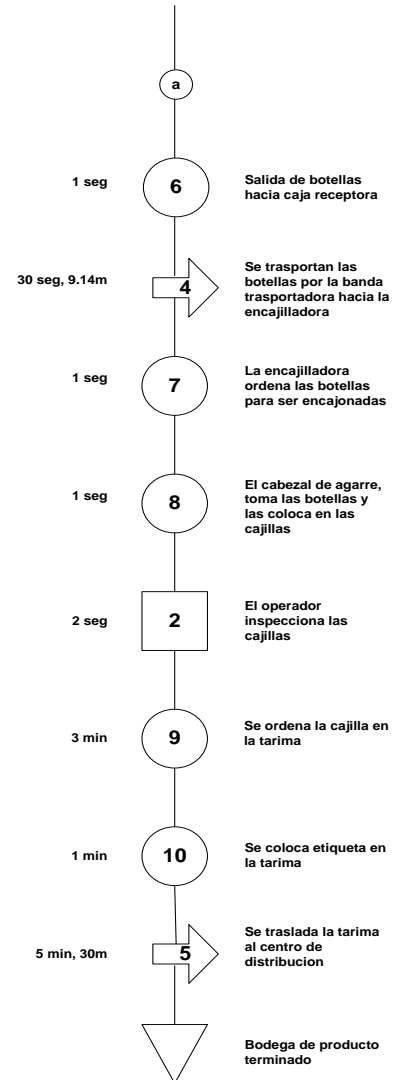 a
1 seg
6
Salida de botellas
hacia caja receptora
30 seg, 9.14m
4
Se trasportan las
botellas por la banda
trasportadora hacia la
encajilladora
1 seg
7
La encajilladora
ordena las botellas
para ser encajonadas
1 seg
8
El cabezal de agarre,
toma las botellas y
las coloca en las
cajillas
2 seg
2
El operador
inspecciona las
cajillas
3 min
9
Se ordena la cajilla en
la tarima
1 min
10
Se coloca etiqueta en
la tarima
5 min, 30m
5
Se traslada la tarima
al centro de
distribucion
Bodega de producto
terminado